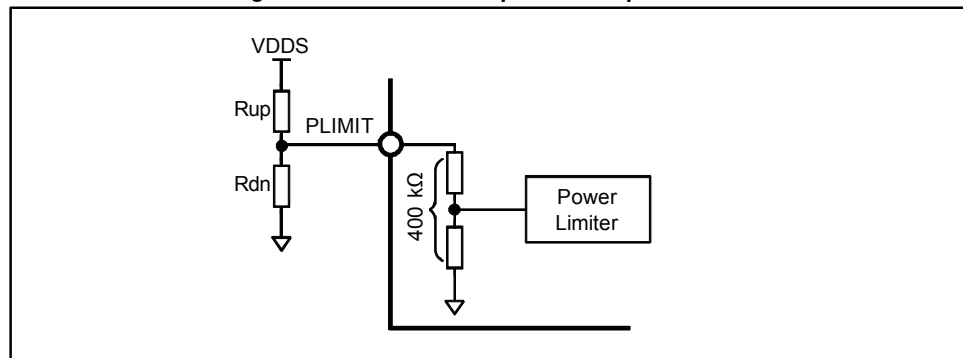 VDDS
Rup
PLIMIT
Rdn
400 kΩ
Power
Limiter